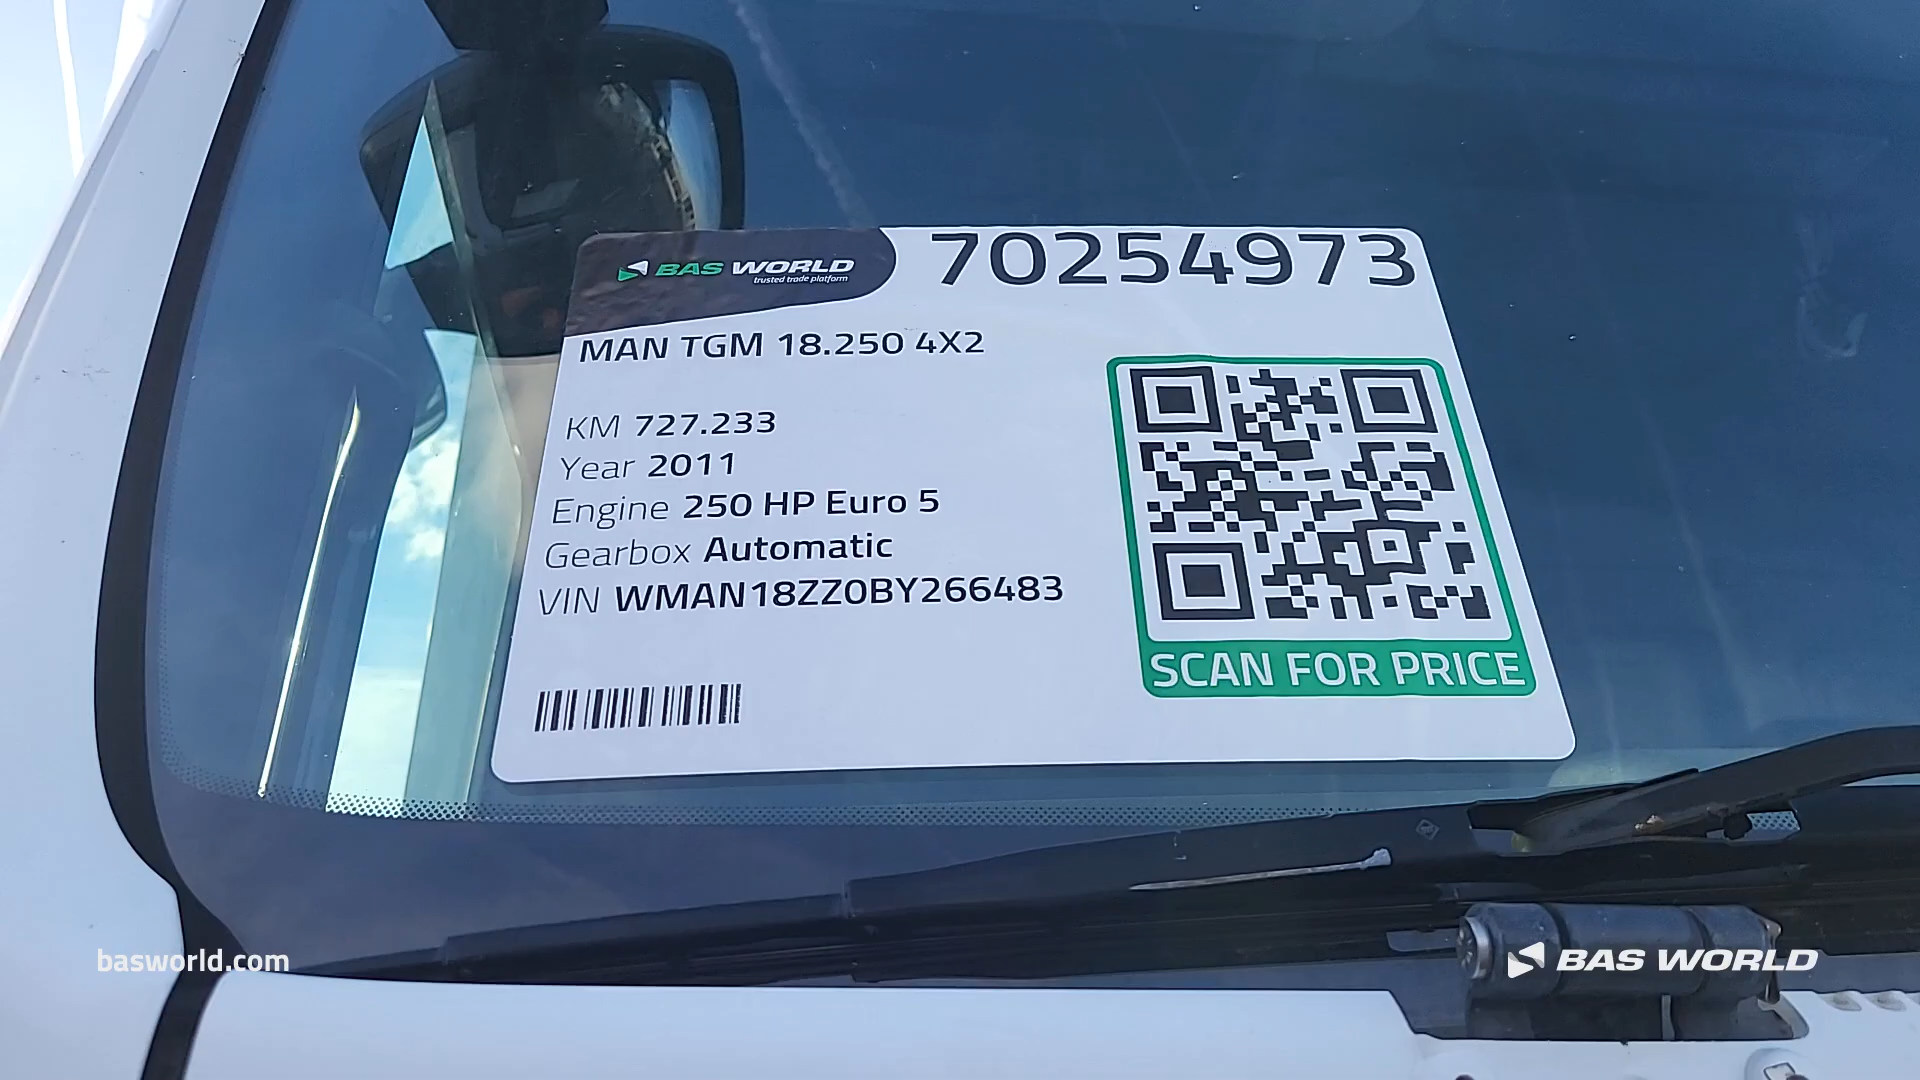 BAS WORLD
trusted trade platform
70254973
MAN TGM 18.250 4X2
KM 727.233
Year 2011
Engine 250 HP Euro 5
Gearbox Automatic
VIN WMAN18ZZ0BY266483
SCAN FOR PRICE
basworld.com
BAS WORLD